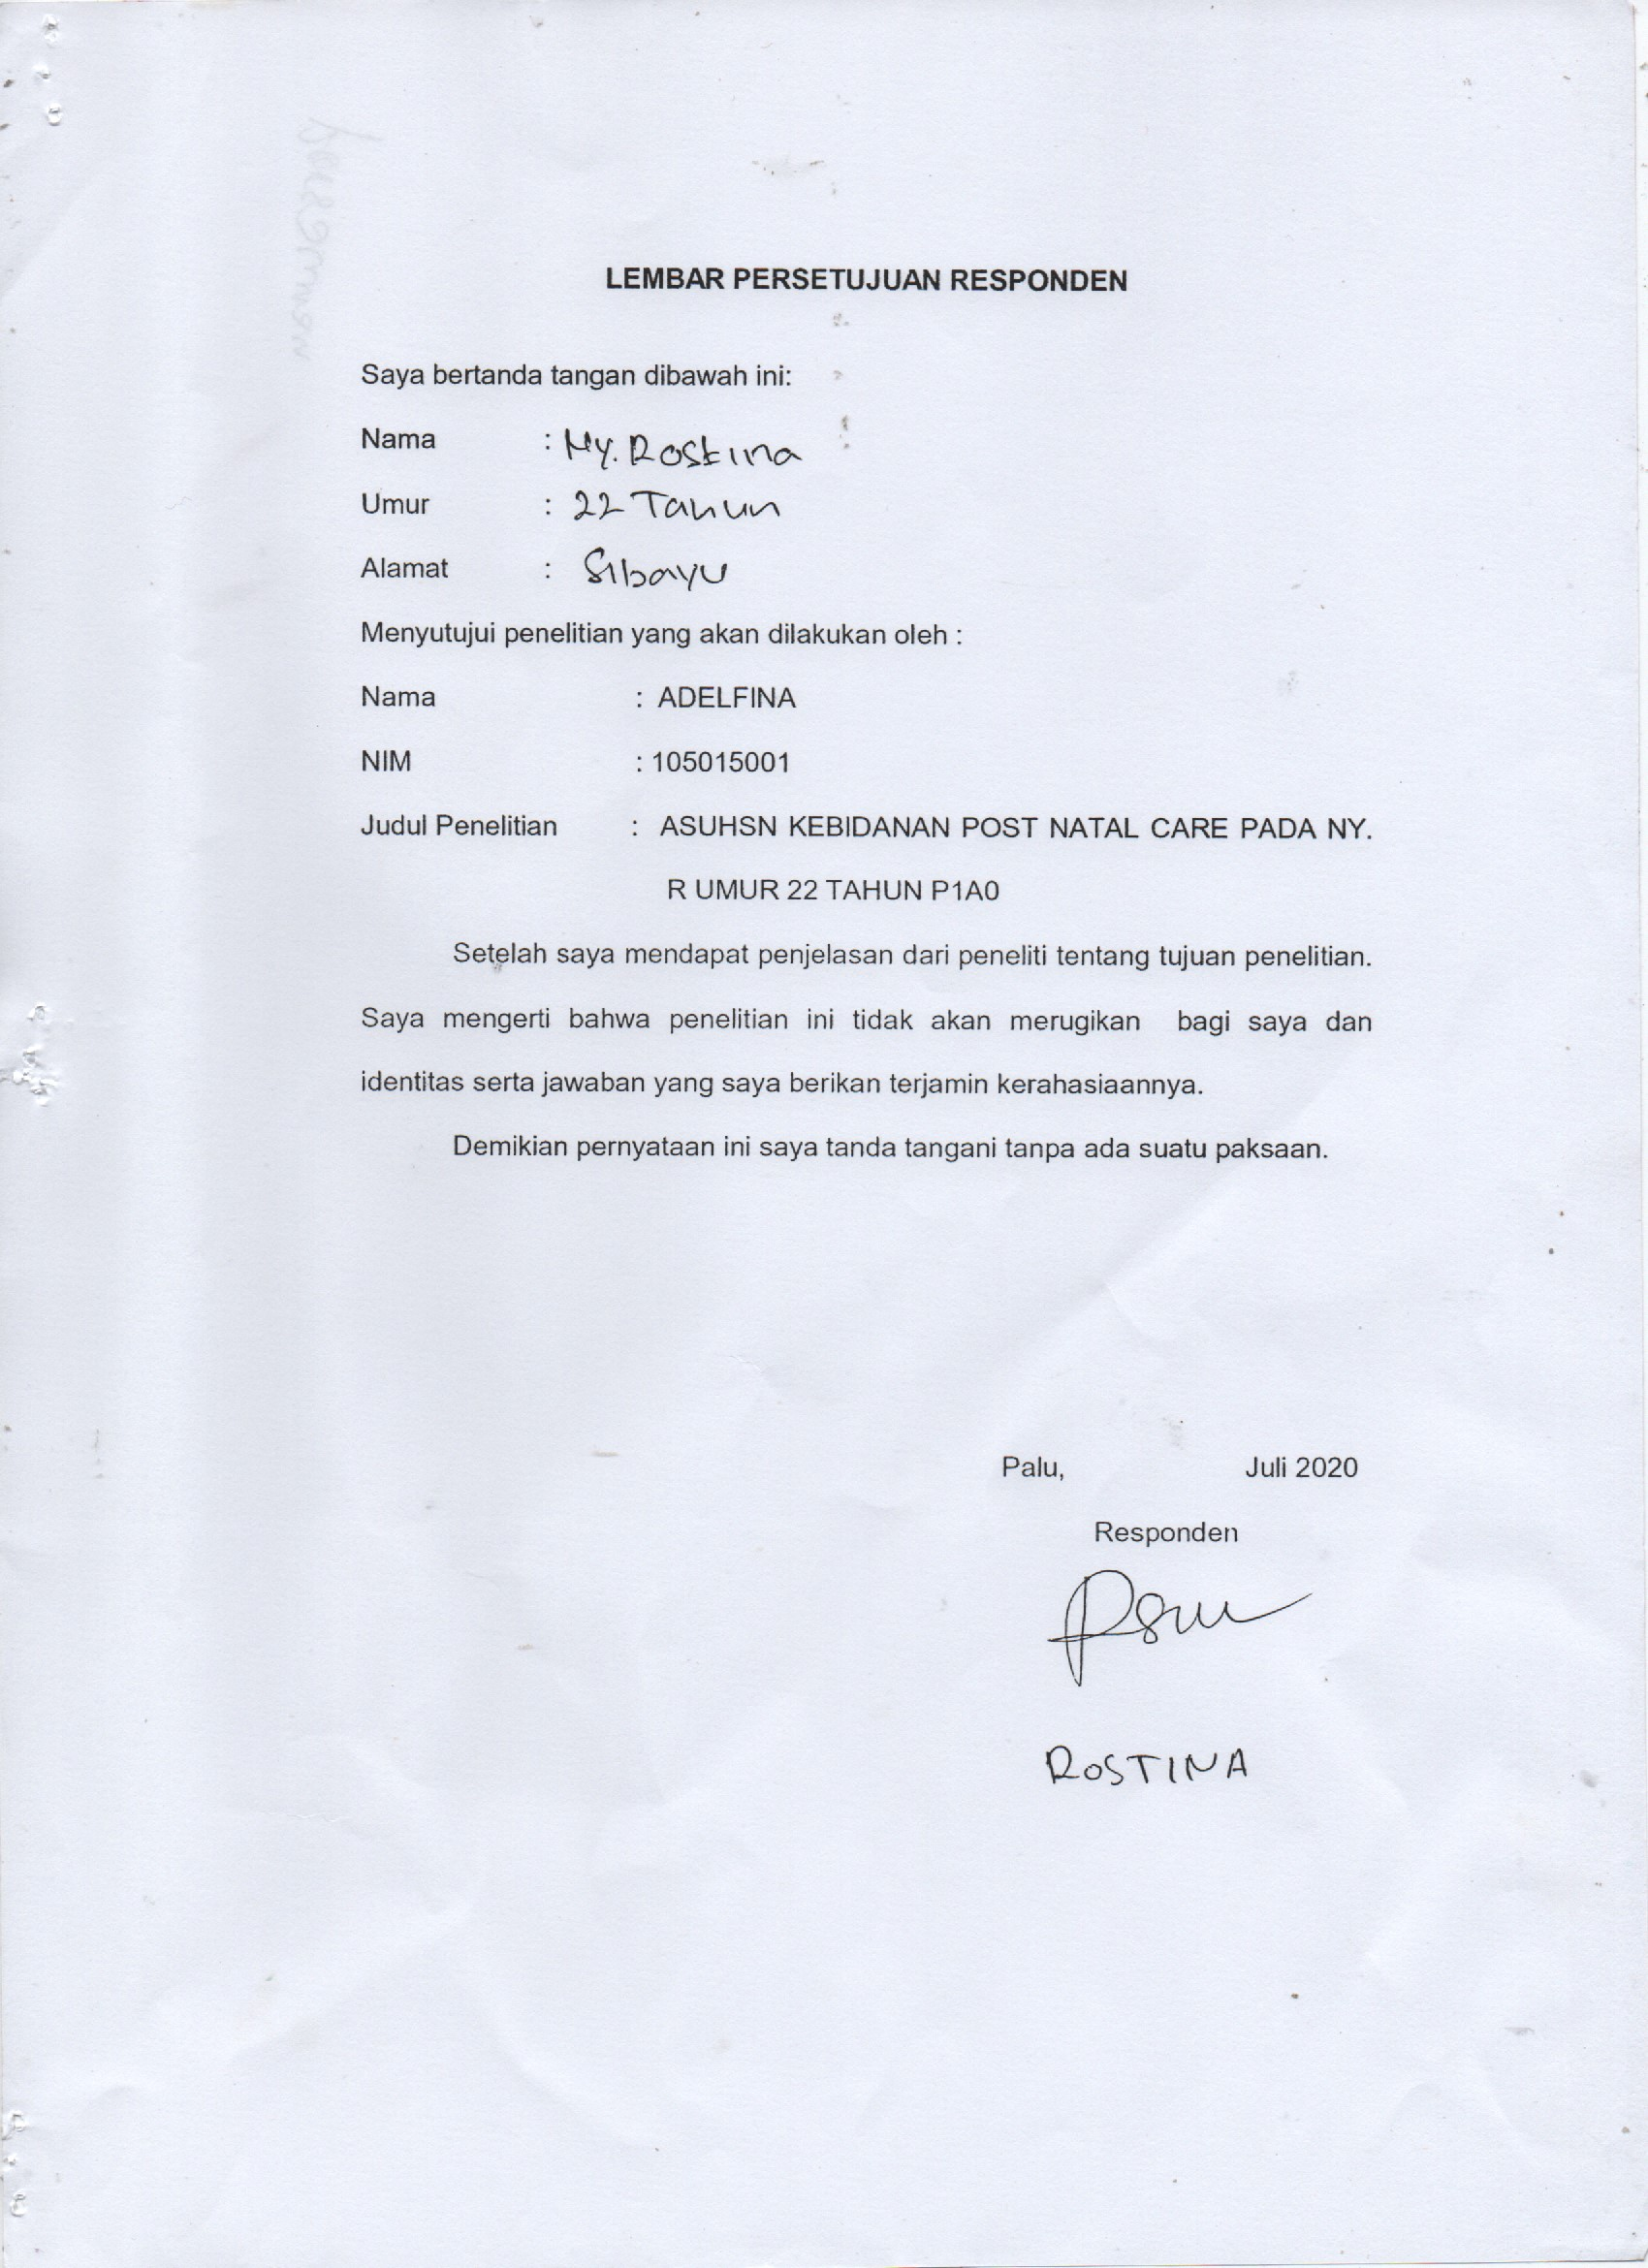 LEMBAR PERSETUJUAN RESPONDEN
Saya bertanda tangan dibawah ini:
Nama : Ny. Rostina
Umur : 22 Tahun
Alamat : Sibayu
Menyutujui penelitian yang akan dilakukan oleh :
Nama : ADELFINA
NIM : 105015001
Judul Penelitian : ASUHSN KEBIDANAN POST NATAL CARE PADA NY.
R UMUR 22 TAHUN P1A0
Setelah saya mendapat penjelasan dari peneliti tentang tujuan penelitian.
Saya mengerti bahwa penelitian ini tidak akan merugikan bagi saya dan
identitas serta jawaban yang saya berikan terjamin kerahasiaannya.
Demikian pernyataan ini saya tanda tangani tanpa ada suatu paksaan.
Palu, Juli 2020
Responden
ROSTINA